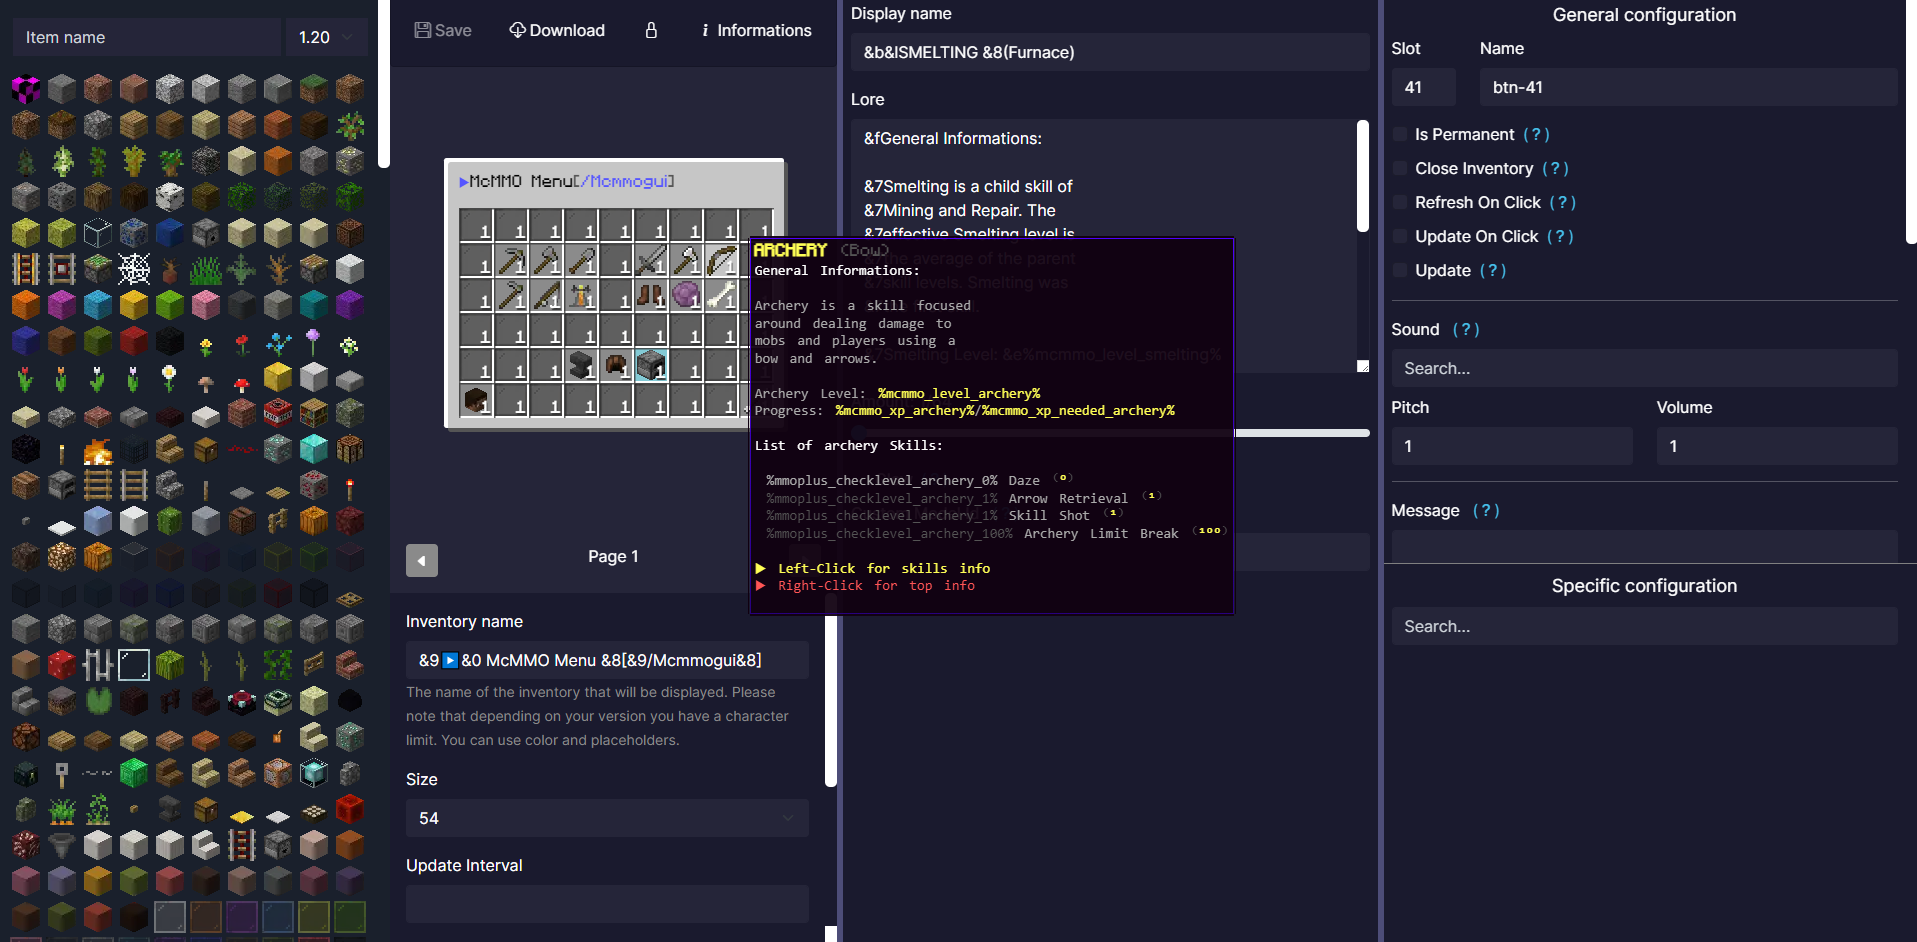 Item name
1.20
Save
Download
i Informations
McMMO Menu[/Mcmmogui]
1 1 1 1 1 1 1 1
1 1 1 1 1 1 1 1
1 1 1 1 1 1 1 1
1 1 1 1 1 1 1 1
1 1 1 1 1 1 1 1
1 1 1 1 1 1 1 1
Page 1
Inventory name
&9▶&0 McMMO Menu &8[&9/Mcmmogui&8]
The name of the inventory that will be displayed. Please
note that depending on your version you have a character
limit. You can use color and placeholders.
Size
54
Update Interval
Display name
&b&lSMELTING &8(Furnace)
Lore
&fGeneral Informations:
&7Smelting is a child skill of
&7Mining and Repair. The
&7effective Smelting level is
the average of the parent
&7skill levels. Smelting was
&7Smelting Level: &e%mcmmo_level_smelting%
ARCHERY (Bow)
General Informations:
Archery is a skill focused
around dealing damage to
mobs and players using a
bow and arrows.
Archery Level: %mcmmo_level_archery%
Progress: %mcmmo_xp_archery%/%mcmmo_xp_needed_archery%
List of archery Skills:
%mmoplus_checklevel_archery_0% Daze (⁰)
%mmoplus_checklevel_archery_1% Arrow Retrieval (¹)
%mmoplus_checklevel_archery_1% Skill Shot (¹)
%mmoplus_checklevel_archery_100% Archery Limit Break (¹⁰⁰)
▶ Left-Click for skills info
▶ Right-Click for top info
General configuration
Slot
Name
41
btn-41
Is Permanent (?)
Close Inventory (?)
Refresh On Click (?)
Update On Click (?)
Update (?)
Sound (?)
Search...
Pitch
Volume
1
1
Message (?)
Specific configuration
Search...